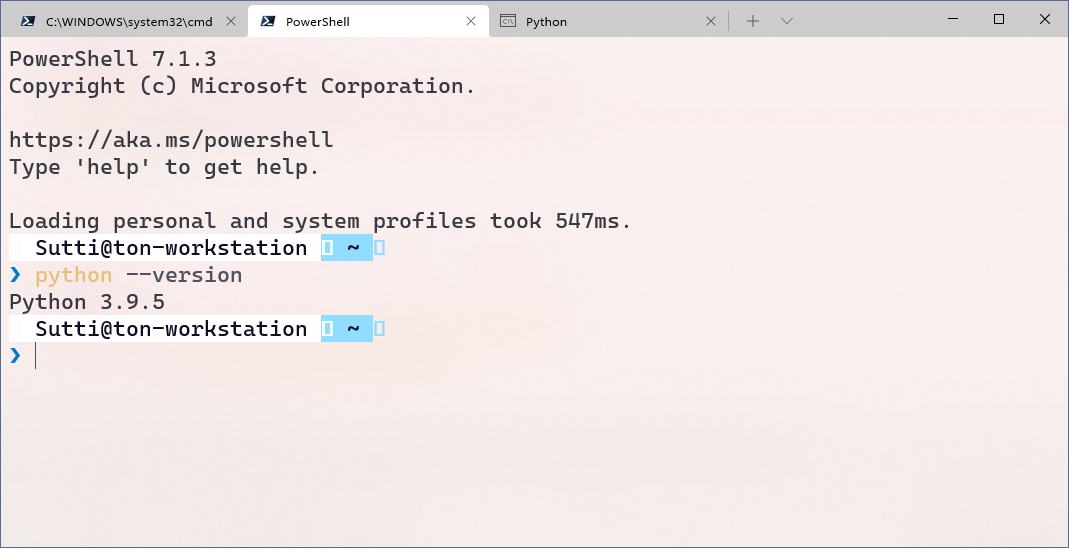 C:\WINDOWS\system32\cmd
PowerShell
Python
PowerShell 7.1.3
Copyright (c) Microsoft Corporation.
https://aka.ms/powershell
Type 'help' to get help.
Loading personal and system profiles took 547ms.
Sutti@ton-workstation ~
❯ python --version
Python 3.9.5
Sutti@ton-workstation ~
❯